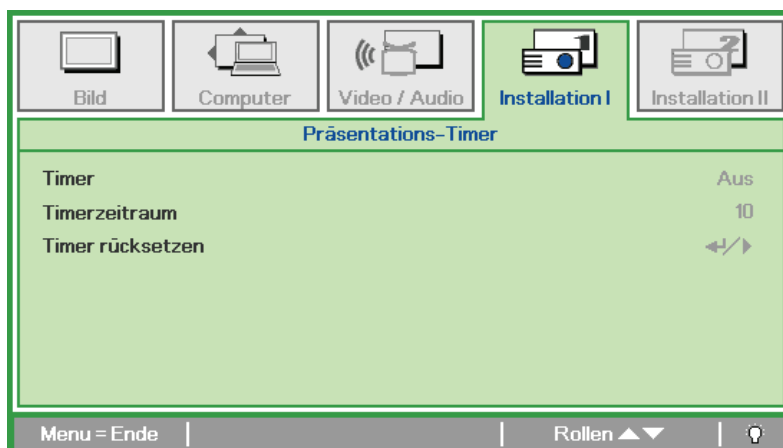 Bild
Computer
Video / Audio
Installation I
Installation II
Präsentations-Timer
Timer Aus
Timerzeitraum 10
Timer rücksetzen ↵/▶
Menu = Ende Rollen ▲▼